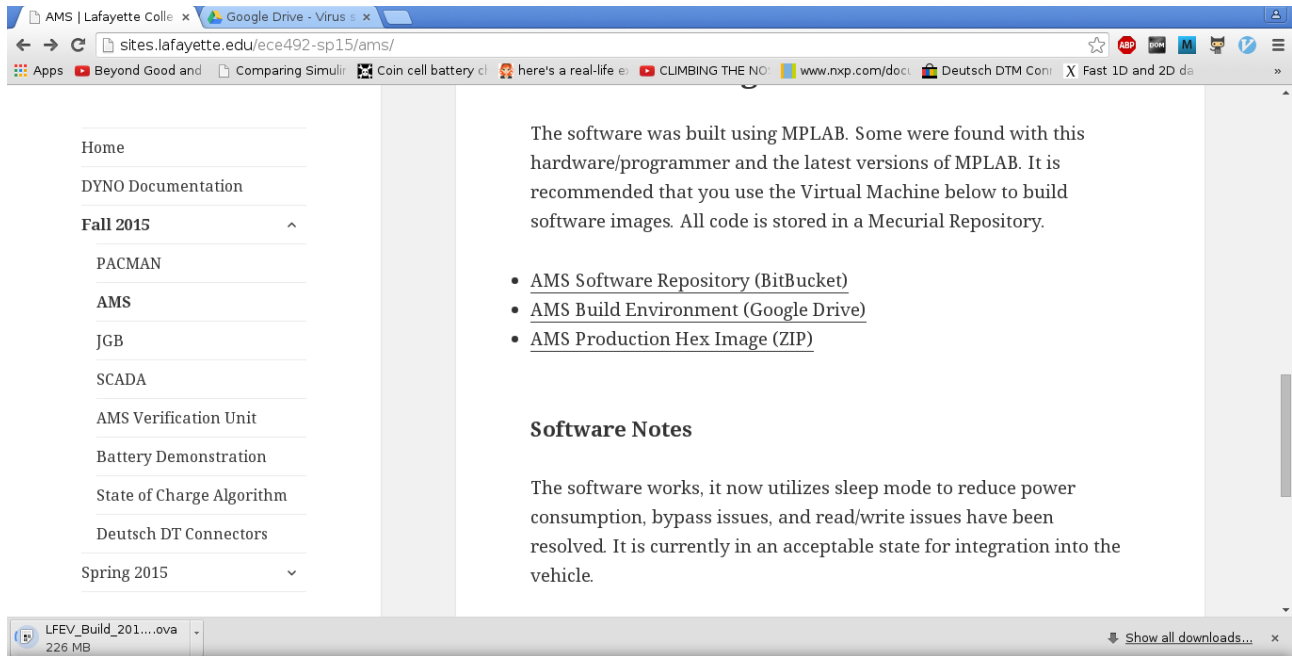 AMS | Lafayette Colle
Google Drive - Virus s
sites.lafayette.edu/ece492-sp15/ams/
Apps
Beyond Good and
Comparing Simulin
Coin cell battery ch
here's a real-life e
CLIMBING THE NO
www.nxp.com/docu
Deutsch DTM Conn
Fast 1D and 2D da
»
Home
DYNO Documentation
Fall 2015
PACMAN
AMS
JGB
SCADA
AMS Verification Unit
Battery Demonstration
State of Charge Algorithm
Deutsch DT Connectors
Spring 2015
The software was built using MPLAB. Some were found with this
hardware/programmer and the latest versions of MPLAB. It is
recommended that you use the Virtual Machine below to build
software images. All code is stored in a Mecurial Repository.
AMS Software Repository (BitBucket)
AMS Build Environment (Google Drive)
AMS Production Hex Image (ZIP)
Software Notes
The software works, it now utilizes sleep mode to reduce power
consumption, bypass issues, and read/write issues have been
resolved. It is currently in an acceptable state for integration into the
vehicle.
LFEV_Build_201....ova
226 MB
Show all downloads...